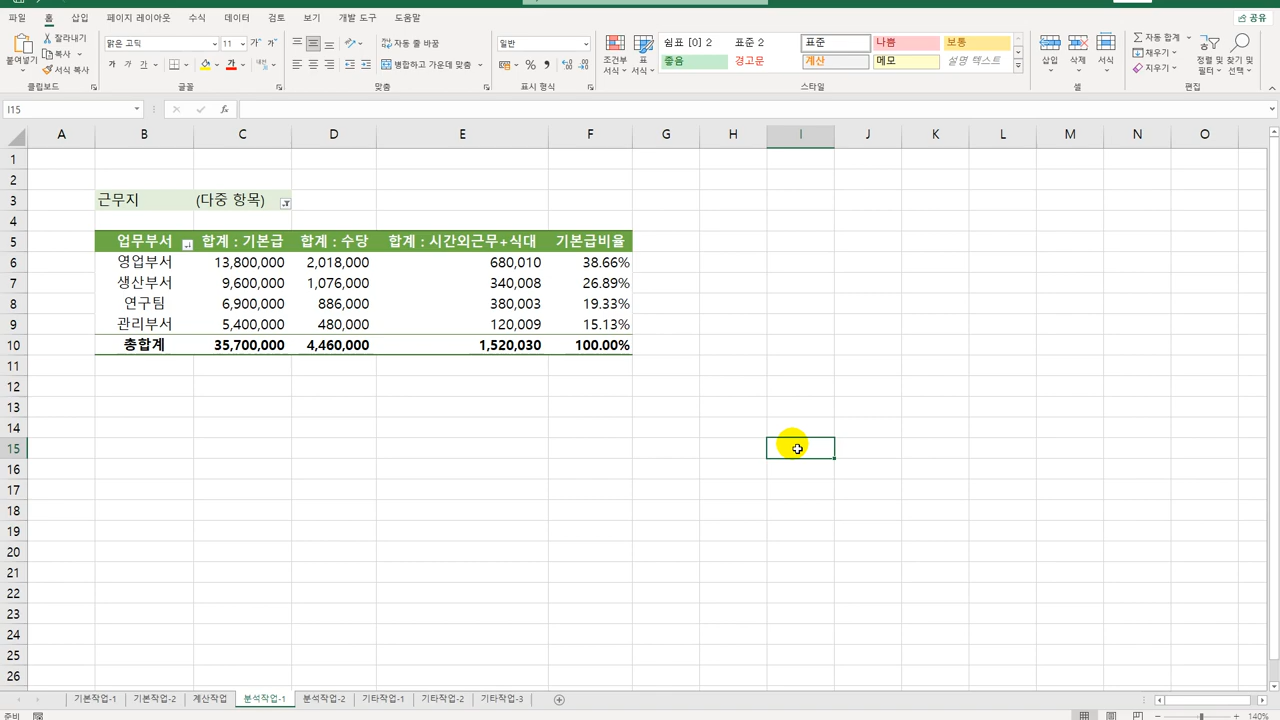 파일 홈 삽입 페이지 레이아웃 수식 데이터 검토 보기 개발 도구 도움말 공유
붙여넣기 잘라내기 복사 서식 복사 클립보드
맑은 고딕 11 가 가 가 글꼴
자동 줄 바꿈 병합하고 가운데 맞춤 맞춤
일반 % 표시 형식
조건부 서식 표 서식 쉼표 [0] 2 표준 2 표준 나쁨 보통
좋음 경고문 계산 메모 설명 텍스트 스타일
삽입 삭제 서식 셀
자동 합계 채우기 지우기 정렬 및 필터 찾기 및 선택 편집
I15 fx
A B C D E F G H I J K L M N O
1
2
3 근무지 (다중 항목)
4
5 업무부서 합계 : 기본급 합계 : 수당 합계 : 시간외근무+식대 기본급비율
6 영업부서 13,800,000 2,018,000 680,010 38.66%
7 생산부서 9,600,000 1,076,000 340,008 26.89%
8 연구팀 6,900,000 886,000 380,003 19.33%
9 관리부서 5,400,000 480,000 120,009 15.13%
10 총합계 35,700,000 4,460,000 1,520,030 100.00%
11
12
13
14
15
16
17
18
19
20
21
22
23
24
25
26
기본작업-1 기본작업-2 계산작업 분석작업-1 분석작업-2 기타작업-1 기타작업-2 기타작업-3
준비 140%